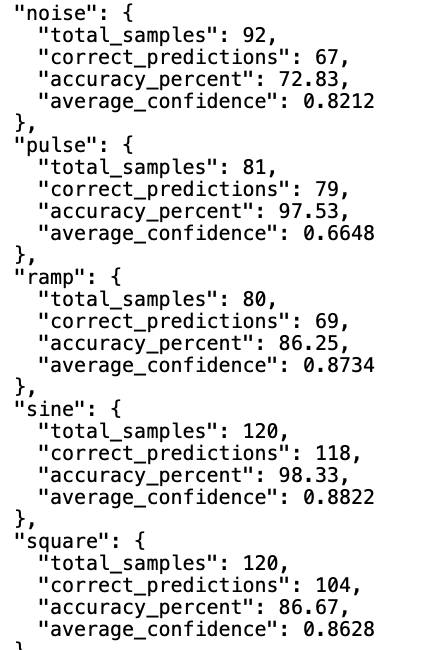 "noise": {
"total_samples": 92,
"correct_predictions": 67,
"accuracy_percent": 72.83,
"average_confidence": 0.8212
},
"pulse": {
"total_samples": 81,
"correct_predictions": 79,
"accuracy_percent": 97.53,
"average_confidence": 0.6648
},
"ramp": {
"total_samples": 80,
"correct_predictions": 69,
"accuracy_percent": 86.25,
"average_confidence": 0.8734
},
"sine": {
"total_samples": 120,
"correct_predictions": 118,
"accuracy_percent": 98.33,
"average_confidence": 0.8822
},
"square": {
"total_samples": 120,
"correct_predictions": 104,
"accuracy_percent": 86.67,
"average_confidence": 0.8628
}